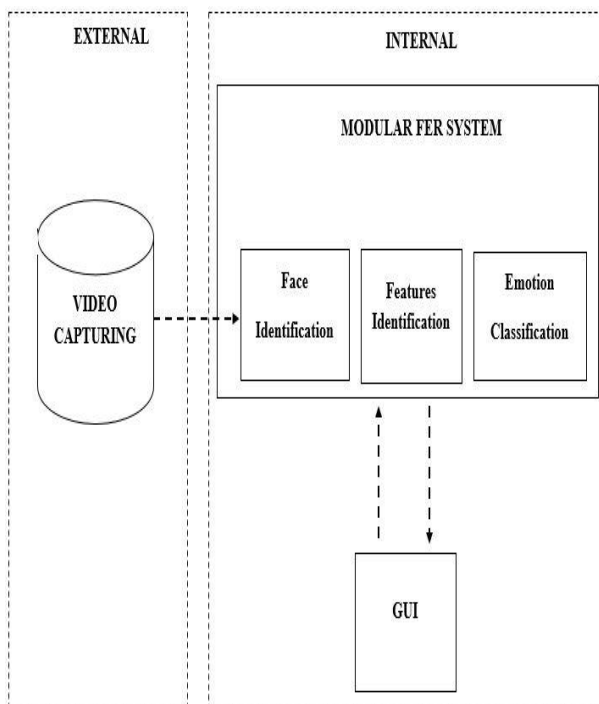 EXTERNAL
INTERNAL
MODULAR FER SYSTEM
VIDEO
CAPTURING
Face
Identification
Features
Identification
Emotion
Classification
GUI